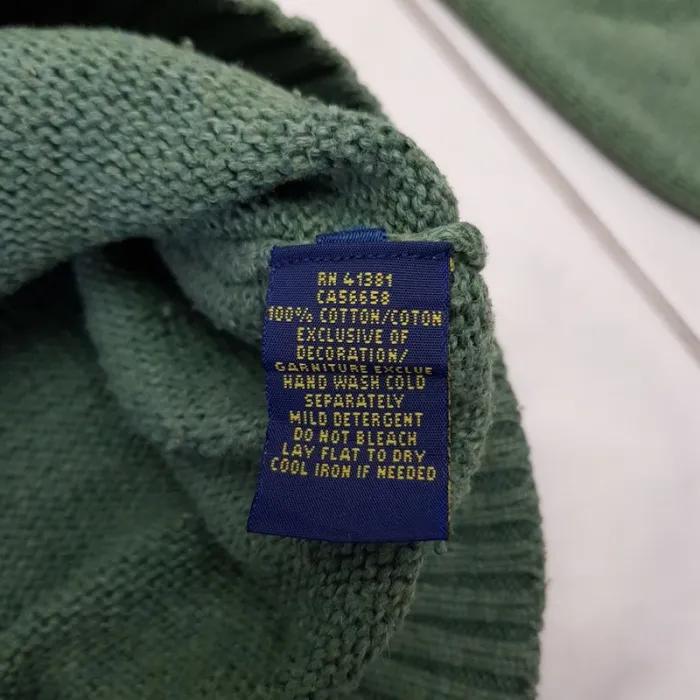 RN 41381
CA56658
100% COTTON/COTON
EXCLUSIVE OF
DECORATION/
GARNITURE EXCLUE
HAND WASH COLD
SEPARATELY
MILD DETERGENT
DO NOT BLEACH
LAY FLAT TO DRY
COOL IRON IF NEEDED